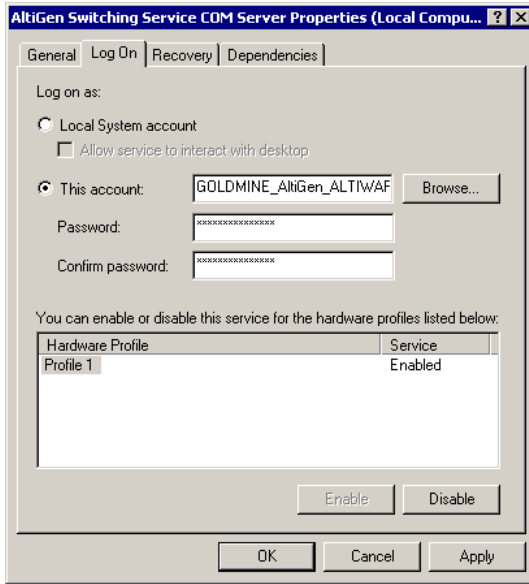 AltiGen Switching Service COM Server Properties (Local Compu...
General Log On Recovery Dependencies
Log on as:
Local System account
Allow service to interact with desktop
This account: GOLDMINE_AltiGen_ALTIWAF Browse...
Password: ***************
Confirm password: ***************
You can enable or disable this service for the hardware profiles listed below:
Hardware Profile Service
Profile 1 Enabled
Enable Disable
OK Cancel Apply